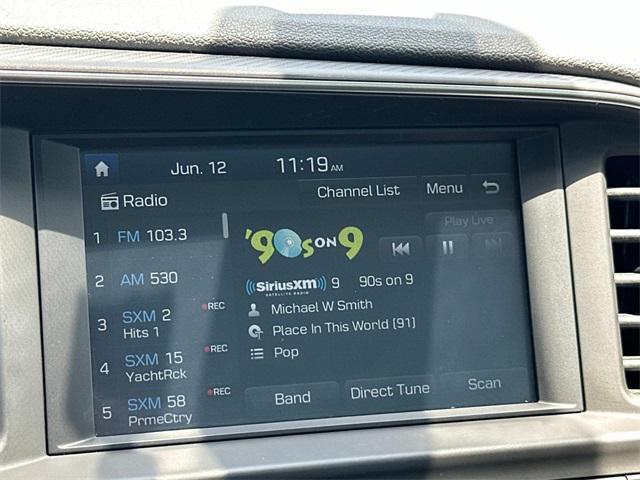 Jun. 12 11:19 AM
Radio
Channel List Menu
1 FM 103.3
2 AM 530
3 SXM 2 REC
Hits 1
4 SXM 15 REC
YachtRck
5 SXM 58 REC
PrmeCtry
'90s ON 9
Play Live
((SiriusXM)) 9 90s on 9
SATELLITE RADIO
Michael W Smith
Place In This World [91]
Pop
Band Direct Tune Scan